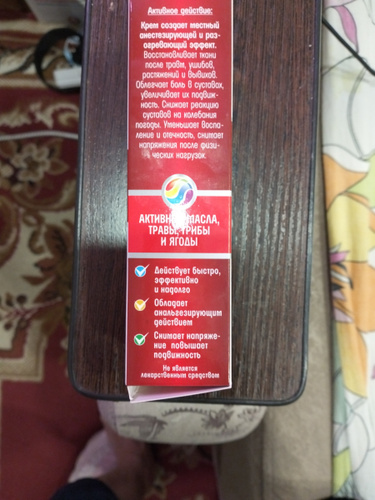 Активное действие:
Крем создает местный
анестезирующей и раз-
огревающий эффект.
Восстанавливает ткани
после травм, ушибов,
растяжений и вывихов.
Облегчает боль в суставах,
увеличивает их подвиж-
ность. Снижает реакцию
суставов на колебания
погоды. Уменьшает воспа-
ление и отечность, снимает
напряжения после физи-
ческих нагрузок.
АКТИВН МАСЛА,
ТРАВЫ, ГРИБЫ
И ЯГОДЫ
Действует быстро,
эффективно
и надолго
Обладает
анальгезирующим
действием
Снимает напряже-
ние повышает
подвижность
Не является
лекарственным средством